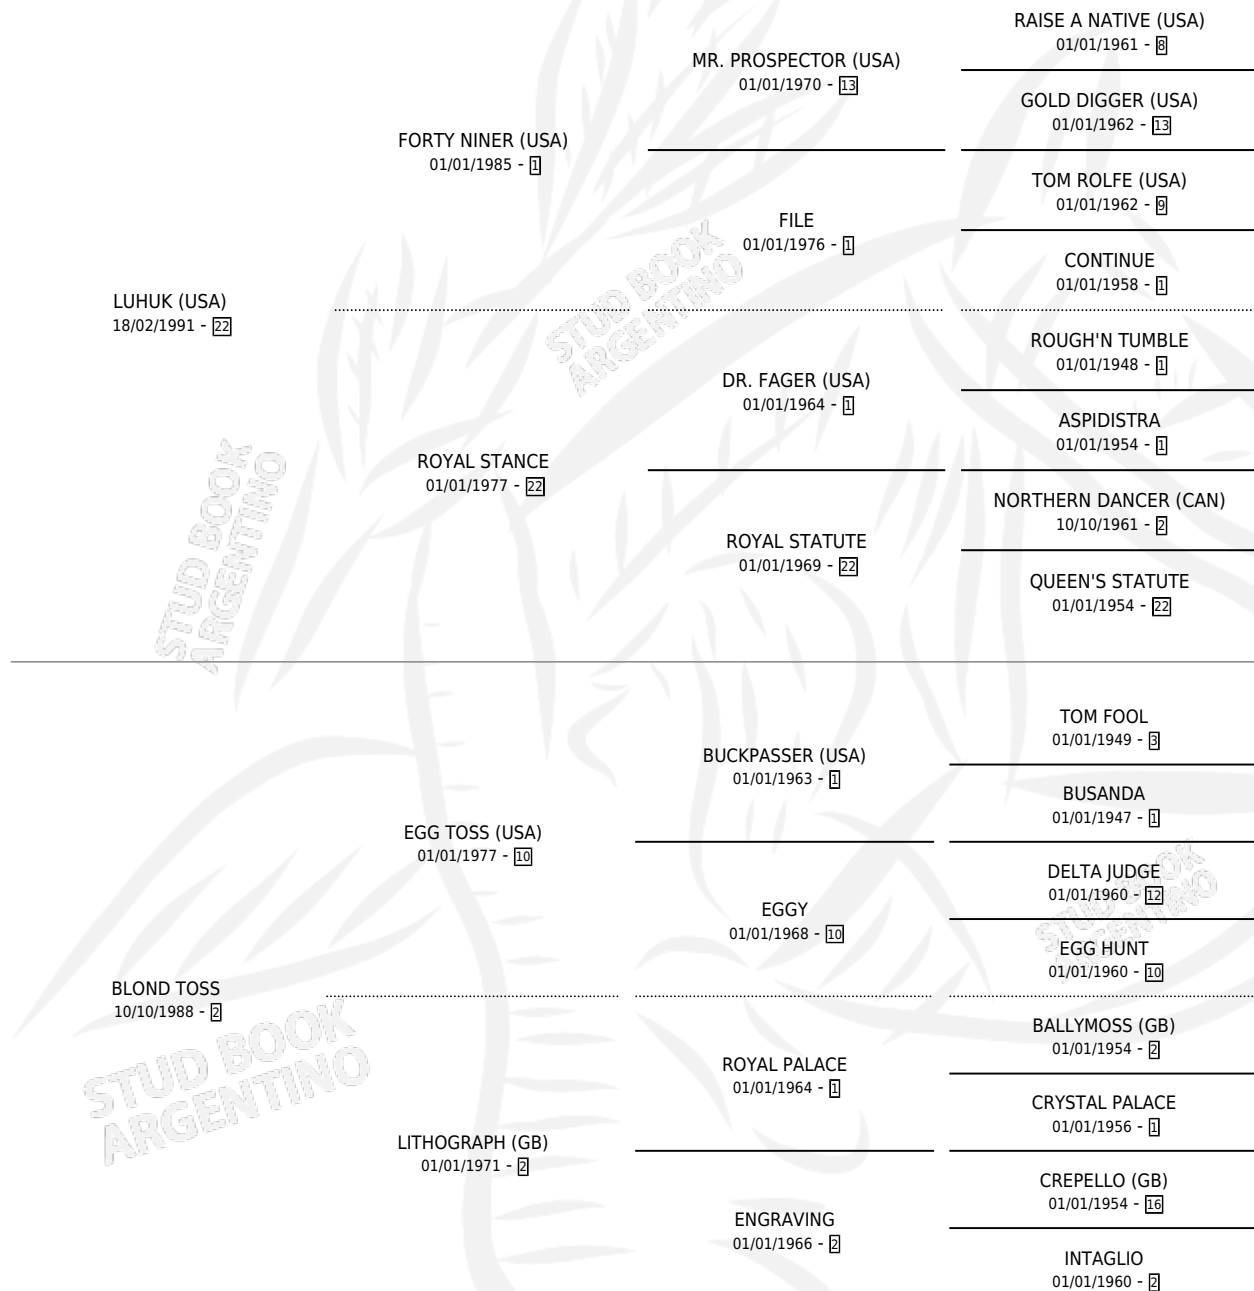 RAISE A NATIVE (USA)
01/01/1961 - 8
MR. PROSPECTOR (USA)
01/01/1970 - 13
GOLD DIGGER (USA)
01/01/1962 - 13
FORTY NINER (USA)
01/01/1985 - 1
TOM ROLFE (USA)
01/01/1962 - 9
FILE
01/01/1976 - 1
CONTINUE
01/01/1958 - 1
LUHUK (USA)
18/02/1991 - 22
ROUGH'N TUMBLE
01/01/1948 - 1
DR. FAGER (USA)
01/01/1964 - 1
ASPIDISTRA
01/01/1954 - 1
ROYAL STANCE
01/01/1977 - 22
NORTHERN DANCER (CAN)
10/10/1961 - 2
ROYAL STATUTE
01/01/1969 - 22
QUEEN'S STATUTE
01/01/1954 - 22
TOM FOOL
01/01/1949 - 3
BUCKPASSER (USA)
01/01/1963 - 1
BUSANDA
01/01/1947 - 1
EGG TOSS (USA)
01/01/1977 - 10
DELTA JUDGE
01/01/1960 - 12
EGGY
01/01/1968 - 10
EGG HUNT
01/01/1960 - 10
BLOND TOSS
10/10/1988 - 2
BALLYMOSS (GB)
01/01/1954 - 2
ROYAL PALACE
01/01/1964 - 1
CRYSTAL PALACE
01/01/1956 - 1
LITHOGRAPH (GB)
01/01/1971 - 2
CREPELLO (GB)
01/01/1954 - 16
ENGRAVING
01/01/1966 - 2
INTAGLIO
01/01/1960 - 2
STUD BOOK
ARGENTINO
STUD BOOK
ARGENTINO
STUD BOOK
ARGENTINO
STUD BOOK
ARGENTINO